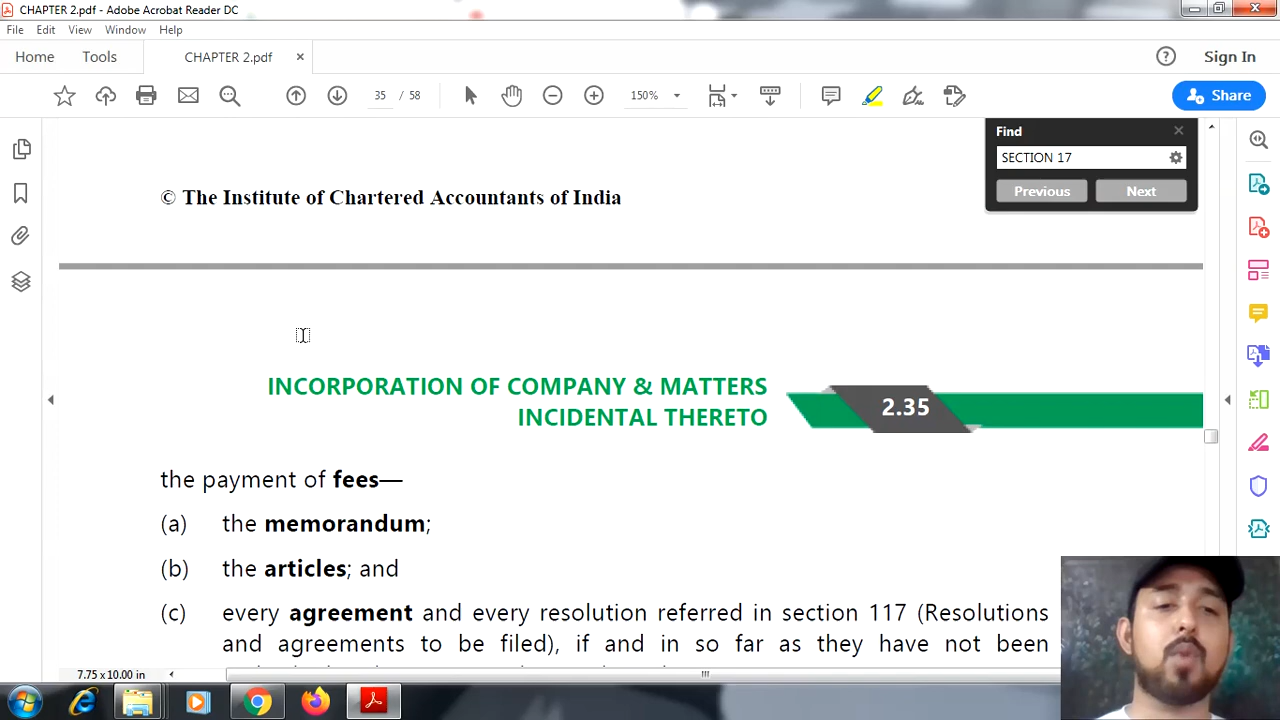 CHAPTER 2.pdf - Adobe Acrobat Reader DC
File Edit View Window Help
Home Tools CHAPTER 2.pdf × Sign In
35 / 58 150% Share
Find
SECTION 17
Previous Next
© The Institute of Chartered Accountants of India
INCORPORATION OF COMPANY & MATTERS
INCIDENTAL THERETO
2.35
the payment of fees—
(a) the memorandum;
(b) the articles; and
(c) every agreement and every resolution referred in section 117 (Resolutions
and agreements to be filed), if and in so far as they have not been
7.75 x 10.00 in